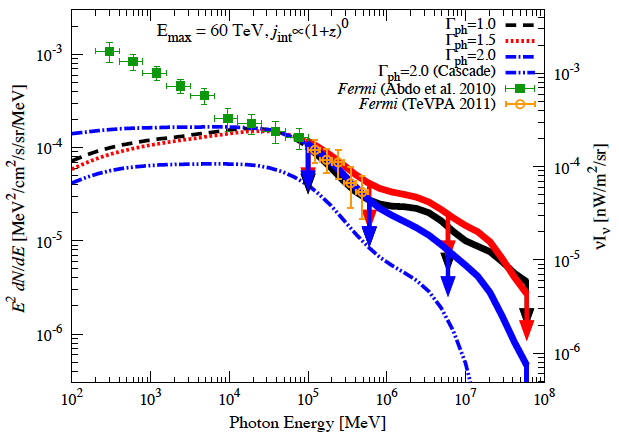 E_max = 60 TeV, j_int∝(1+z)^0
Γ_ph=1.0
Γ_ph=1.5
Γ_ph=2.0
Γ_ph=2.0 (Cascade)
Fermi (Abdo et al. 2010)
Fermi (TeVPA 2011)
10^-3
10^-4
10^-5
10^-6
E^2 dN/dE [MeV^2/cm^2/s/sr/MeV]
10^-3
10^-4
10^-5
10^-6
νI_ν [nW/m^2/sr]
10^2 10^3 10^4 10^5 10^6 10^7 10^8
Photon Energy [MeV]